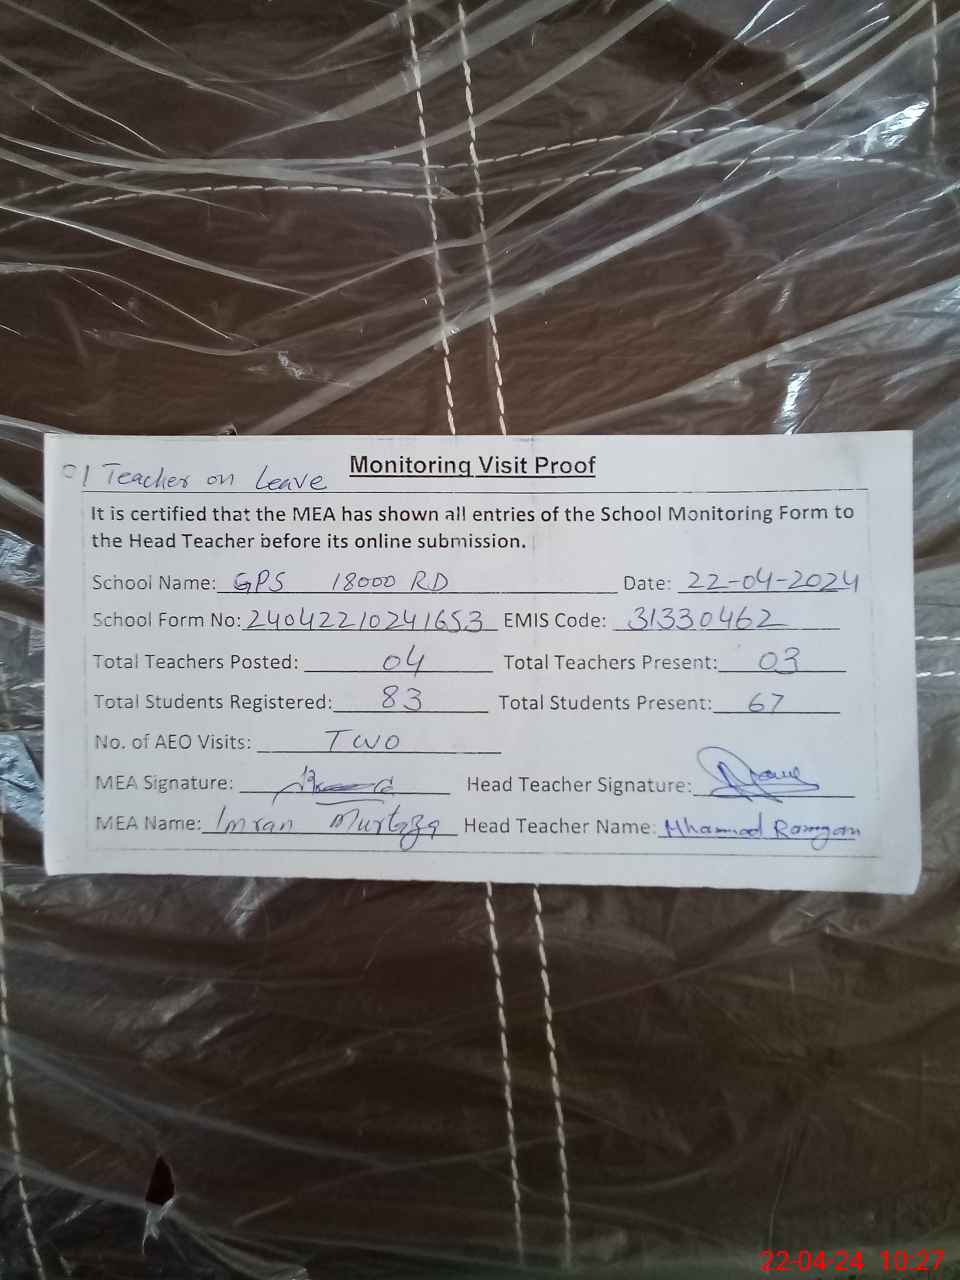 01 Teacher on Leave
Monitoring Visit Proof
It is certified that the MEA has shown all entries of the School Monitoring Form to
the Head Teacher before its online submission.
School Name: GPS 18000 RD Date: 22-04-2024
School Form No: 24042210241653 EMIS Code: 31330462
Total Teachers Posted: 04 Total Teachers Present: 03
Total Students Registered: 83 Total Students Present: 67
No. of AEO Visits: Two
MEA Signature: Head Teacher Signature:
MEA Name: Imran Murtaza Head Teacher Name: Mhammad Ramzan
22-04-24 10:27